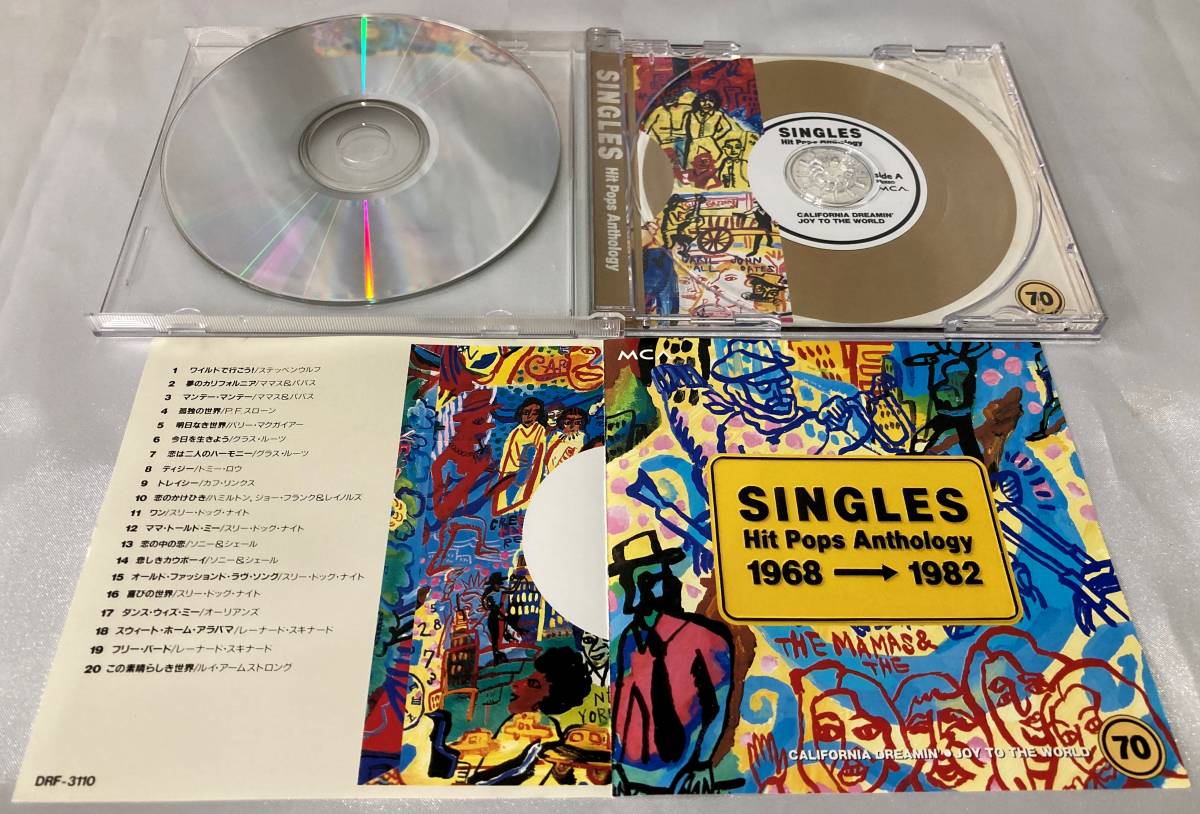 SINGLES Hit Pops Anthology
SINGLES
Hit Pops Anthology
side A
STEREO
MCA
CALIFORNIA DREAMIN'
JOY TO THE WORLD
DARYL JOHN
HALL OATES
70
1 ワイルドで行こう!/ステッペンウルフ
2 夢のカリフォルニア/ママス&パパス
3 マンデー・マンデー/ママス&パパス
4 孤独の世界/P.F.スローン
5 明日なき世界/バリー・マクガイアー
6 今日を生きよう/グラス・ルーツ
7 恋は二人のハーモニー/グラス・ルーツ
8 ディジー/トミー・ロウ
9 トレイシー/カフ・リンクス
10 恋のかけひき/ハミルトン, ジョー・フランク&レイノルズ
11 ワン/スリー・ドッグ・ナイト
12 ママ・トールド・ミー/スリー・ドッグ・ナイト
13 恋の中の恋/ソニー&シェール
14 悲しきカウボーイ/ソニー&シェール
15 オールド・ファッションド・ラヴ・ソング/スリー・ドッグ・ナイト
16 喜びの世界/スリー・ドッグ・ナイト
17 ダンス・ウィズ・ミー/オーリアンズ
18 スウィート・ホーム・アラバマ/レーナード・スキナード
19 フリー・バード/レーナード・スキナード
20 この素晴らしき世界/ルイ・アームストロング
DRF-3110
MCA
SINGLES
Hit Pops Anthology
1968 → 1982
THE MAMAS &
THE
CALIFORNIA DREAMIN' • JOY TO THE WORLD
70